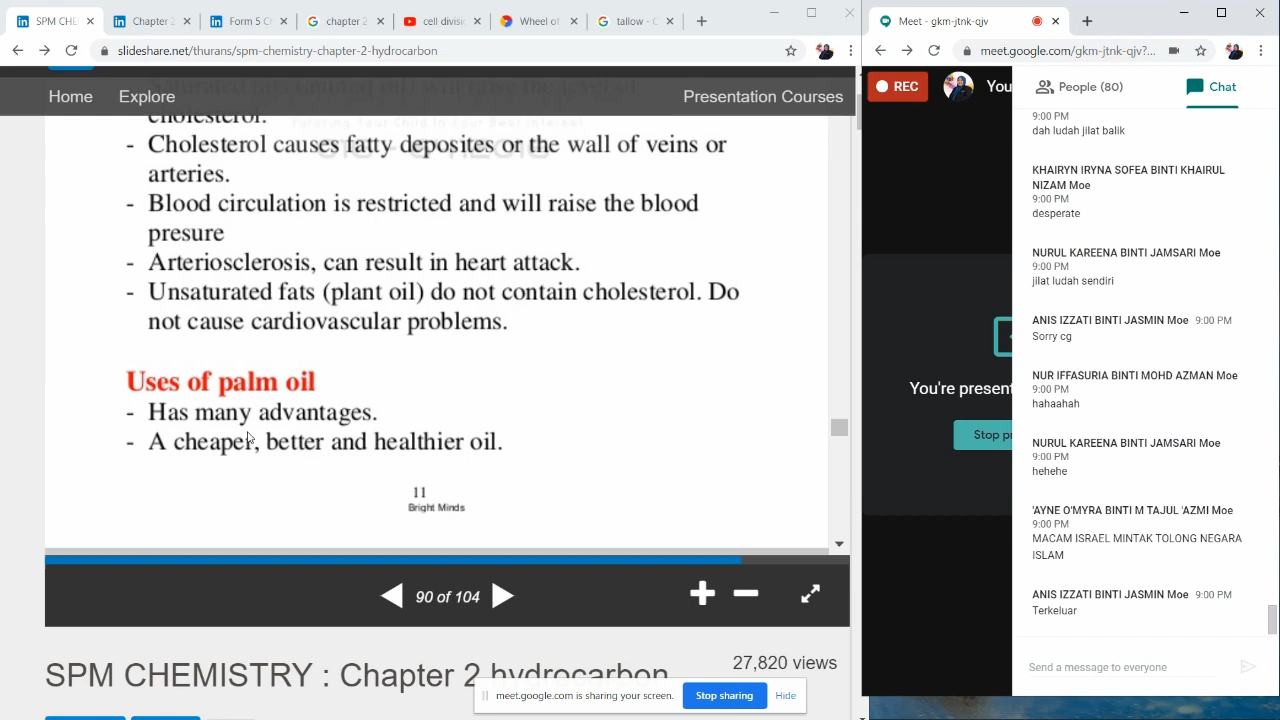 SPM CHE
Chapter 2
Form 5 Ch
chapter 2
cell divisi
Wheel of
tallow - G
slideshare.net/thurans/spm-chemistry-chapter-2-hydrocarbon
Home Explore Presentation Courses
cholesterol.
- Cholesterol causes fatty deposites or the wall of veins or
arteries.
- Blood circulation is restricted and will raise the blood
presure
- Arteriosclerosis, can result in heart attack.
- Unsaturated fats (plant oil) do not contain cholesterol. Do
not cause cardiovascular problems.
Uses of palm oil
- Has many advantages.
- A cheaper, better and healthier oil.
11
Bright Minds
90 of 104
SPM CHEMISTRY : Chapter 2 hydrocarbon
27,820 views
meet.google.com is sharing your screen. Stop sharing Hide
Meet - gkm-jtnk-qjv
meet.google.com/gkm-jtnk-qjv?...
REC
You
People (80) Chat
You're present
Stop pr
9:00 PM
dah ludah jilat balik
KHAIRYN IRYNA SOFEA BINTI KHAIRUL
NIZAM Moe
9:00 PM
desperate
NURUL KAREENA BINTI JAMSARI Moe
9:00 PM
jilat ludah sendiri
ANIS IZZATI BINTI JASMIN Moe 9:00 PM
Sorry cg
NUR IFFASURIA BINTI MOHD AZMAN Moe
9:00 PM
hahaahah
NURUL KAREENA BINTI JAMSARI Moe
9:00 PM
hehehe
'AYNE O'MYRA BINTI M TAJUL 'AZMI Moe
9:00 PM
MACAM ISRAEL MINTAK TOLONG NEGARA
ISLAM
ANIS IZZATI BINTI JASMIN Moe 9:00 PM
Terkeluar
Send a message to everyone